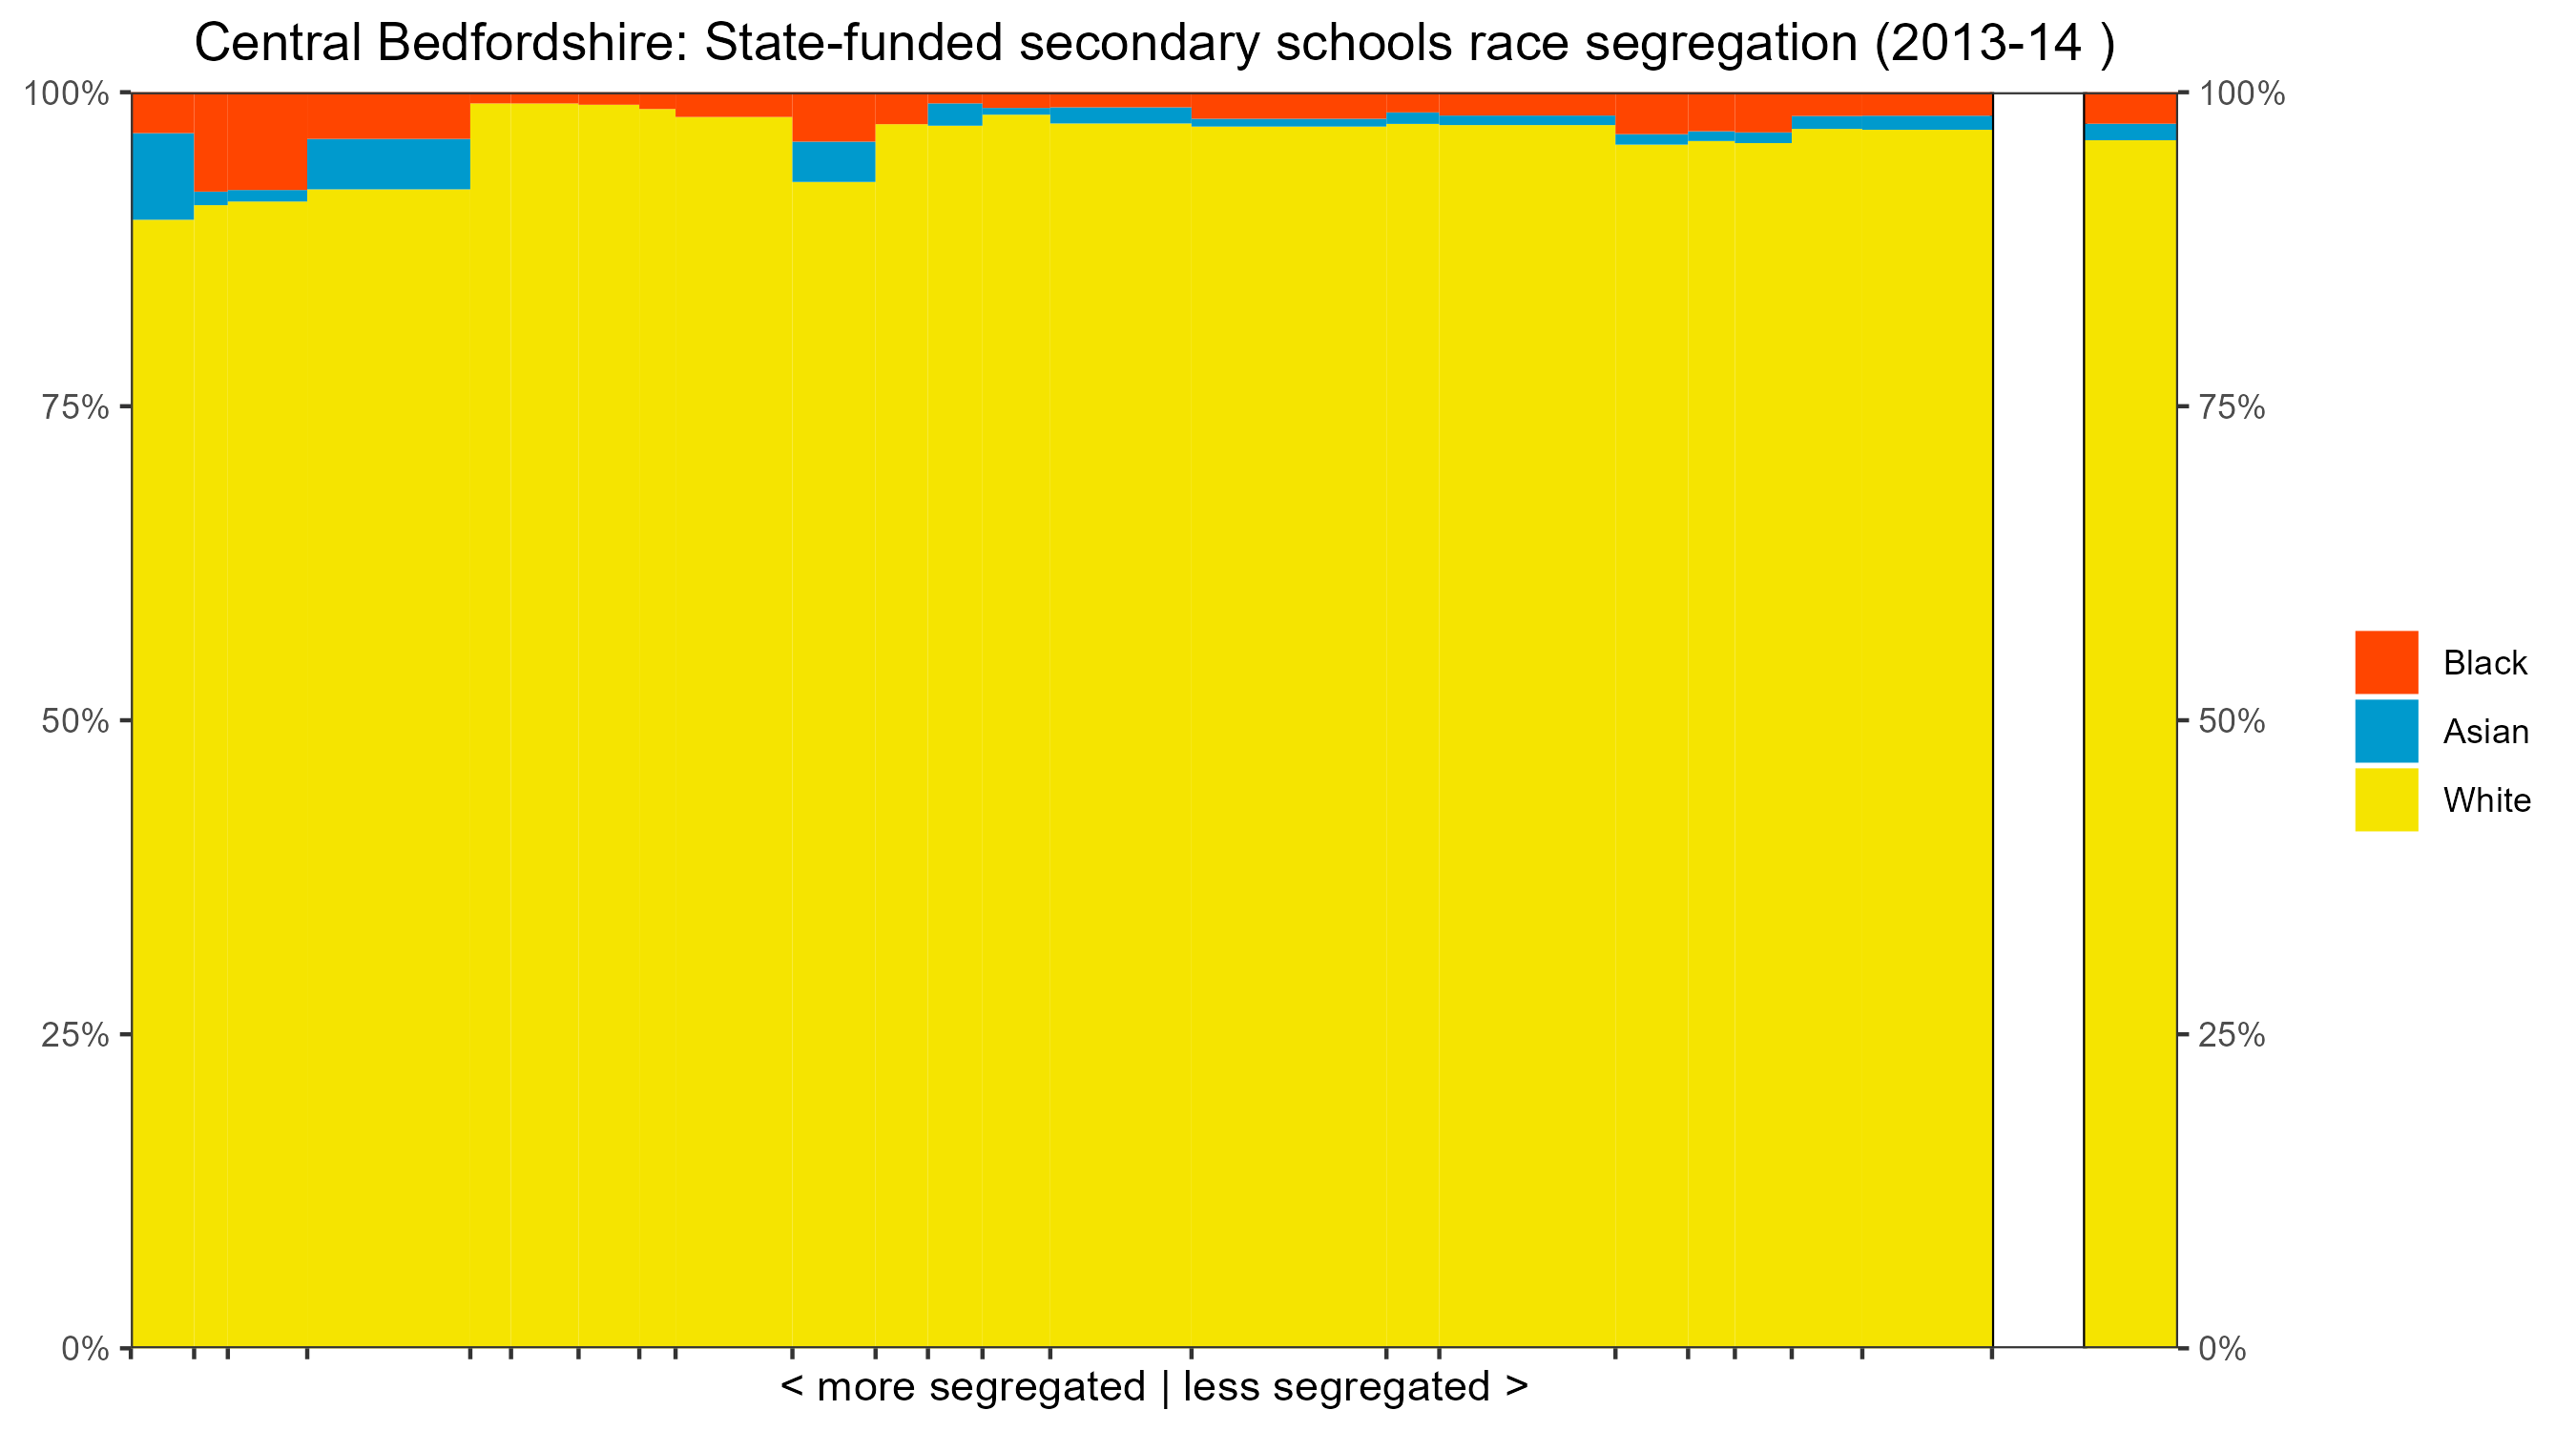 Central Bedfordshire: State-funded secondary schools race segregation (2013-14 )
100%
75%
50%
25%
0%
100%
75%
50%
25%
0%
Black
Asian
White
< more segregated | less segregated >